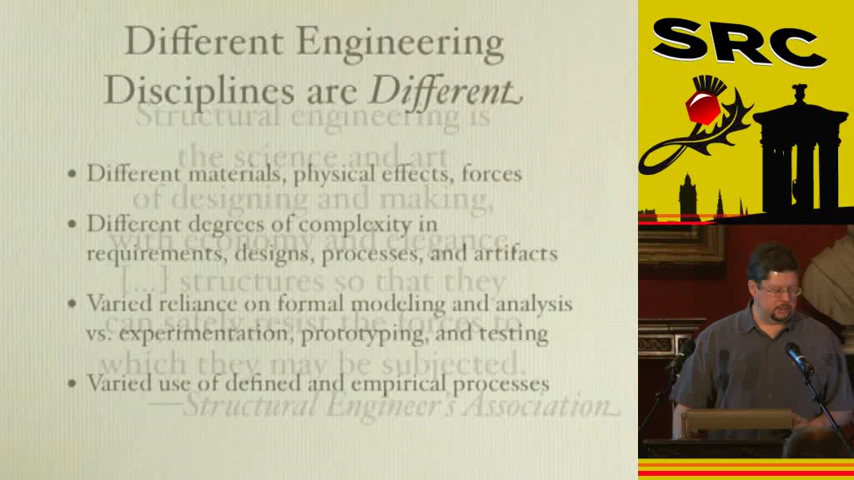 Different Engineering
Disciplines are Different
Structural engineering is
the science and art
• Different materials, physical effects, forces
of designing and making,
• Different degrees of complexity in
with economy and elegance,
requirements, designs, processes, and artifacts
[...] structures so that they
• Varied reliance on formal modeling and analysis
can safely resist the forces to
vs. experimentation, prototyping, and testing
which they may be subjected.
• Varied use of defined and empirical processes
—Structural Engineer's Association
SRC